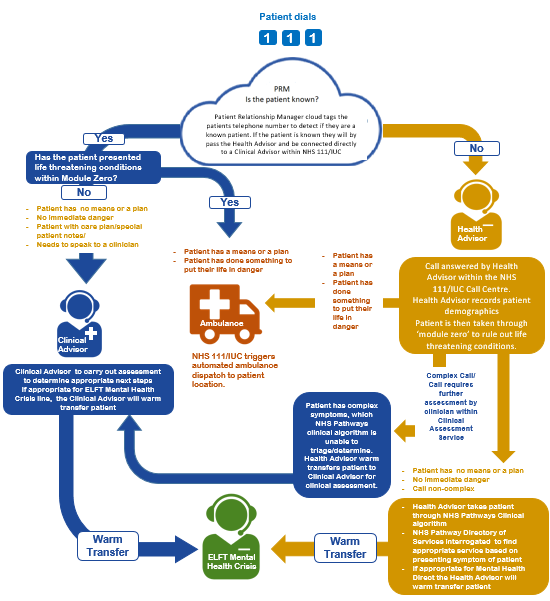 Patient dials
1 1 1
PRM
Is the patient known?
Patient Relationship Manager cloud tags the
patients telephone number to detect if they are a
known patient. If the patient is known they will by
pass the Health Advisor and be connected directly
to a Clinical Advisor within NHS 111/IUC
Yes
No
Has the patient presented
life threatening conditions
within Module Zero?
No
- Patient has no means or a plan
- No immediate danger
- Patient with care plan/special
patient notes/
- Needs to speak to a clinician
Yes
- Patient has a means or a plan
- Patient has done something to
put their life in danger
Health
Advisor
- Patient has
a means or
a plan
- Patient has
done
something
to put their
life in
danger
Call answered by Health
Advisor within the NHS
111/IUC Call Centre.
Health Advisor records patient
demographics
Patient is then taken through
‘module zero’ to rule out life
threatening conditions.
Ambulance
Clinical
Advisor
NHS 111/IUC triggers
automated ambulance
dispatch to patient
location.
Clinical Advisor to carry out assessment
to determine appropriate next steps
If appropriate for ELFT Mental Health
Crisis line, the Clinical Advisor will warm
transfer patient
Complex Call/
Call requires
further
assessment by
clinician within
Clinical
Assessment
Service
Patient has complex
symptoms, which
NHS Pathways
clinical algorithm is
unable to
triage/determine.
Health Advisor warm
transfers patient to
Clinical Advisor for
clinical assessment.
- Patient has no means or a plan
- No immediate danger
- Call non-complex
- Health Advisor takes patient
through NHS Pathways Clinical
algorithm
- NHS Pathway Directory of
Services interrogated to find
appropriate service based on
presenting symptom of patient
- If appropriate for Mental Health
Direct the Health Advisor will
warm transfer patient
Warm
Transfer
ELFT Mental
Health Crisis
Warm
Transfer